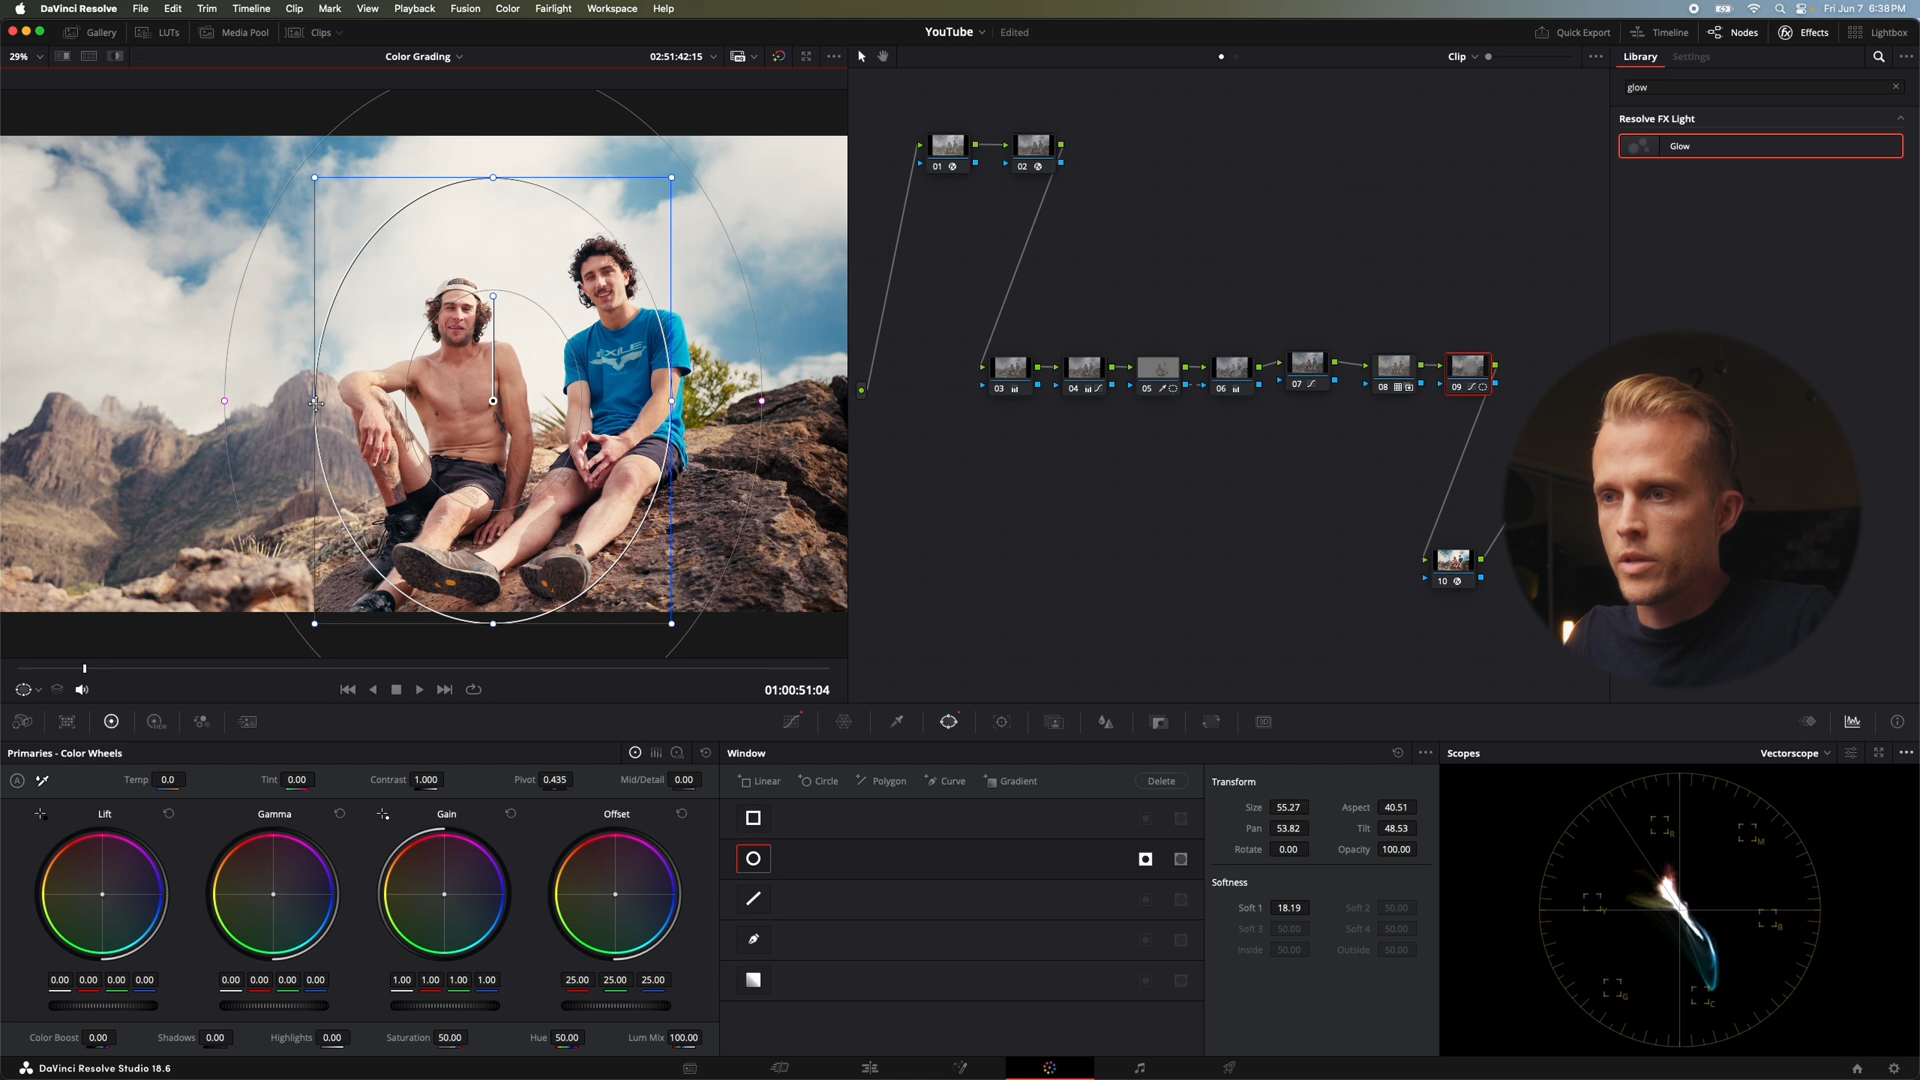 DaVinci Resolve File Edit Trim Timeline Clip Mark View Playback Fusion Color Fairlight Workspace Help Fri Jun 7 6:38 PM
Gallery LUTs Media Pool Clips YouTube Edited Quick Export Timeline Nodes Effects Lightbox
29% Color Grading 02:51:42:15 Clip Library Settings
glow
Resolve FX Light
Glow
01 02
EXILE
03 04 05 06 07 08 09
10
01:00:51:04
HDR
3D
Primaries - Color Wheels Window Scopes Vectorscope
A Temp 0.0 Tint 0.00 Contrast 1.000 Pivot 0.435 Mid/Detail 0.00 Linear Circle Polygon Curve Gradient Delete Transform
Lift Gamma Gain Offset
Size 55.27 Aspect 40.51
Pan 53.82 Tilt 48.53
Rotate 0.00 Opacity 100.00
Softness
Soft 1 18.19 Soft 2 50.00
Soft 3 50.00 Soft 4 50.00
Inside 50.00 Outside 50.00
R M
Y B
G C
0.00 0.00 0.00 0.00 0.00 0.00 0.00 0.00 1.00 1.00 1.00 1.00 25.00 25.00 25.00
Color Boost 0.00 Shadows 0.00 Highlights 0.00 Saturation 50.00 Hue 50.00 Lum Mix 100.00
DaVinci Resolve Studio 18.6